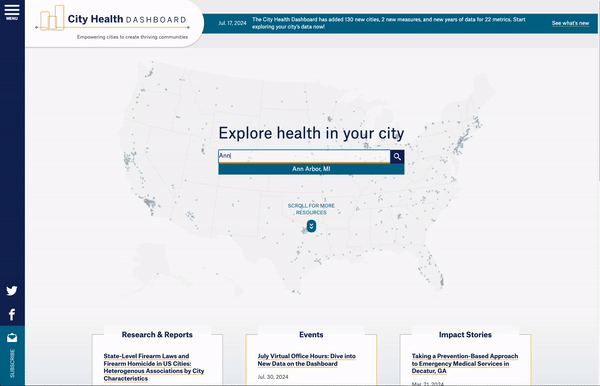 MENU
City Health DASHBOARD
Empowering cities to create thriving communities
Jul. 17, 2024
The City Health Dashboard has added 130 new cities, 2 new measures, and new years of data for 22 metrics. Start
exploring your city's data now!
See what's new
Explore health in your city
Ann
Ann Arbor, MI
SCROLL FOR MORE
RESOURCES
SUBSCRIBE
Research & Reports
State-Level Firearm Laws and
Firearm Homicide in US Cities:
Heterogenous Associations by City
Characteristics
Events
July Virtual Office Hours: Dive into
New Data on the Dashboard
Jul. 30, 2024
Impact Stories
Taking a Prevention-Based Approach
to Emergency Medical Services in
Decatur, GA
Mar. 21, 2024